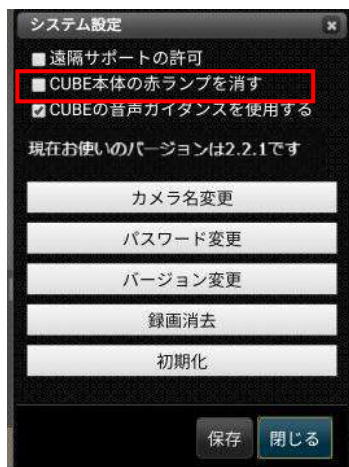 システム設定
遠隔サポートの許可
CUBE本体の赤ランプを消す
CUBEの音声ガイダンスを使用する
現在お使いのバージョンは2.2.1です
カメラ名変更
パスワード変更
バージョン変更
録画消去
初期化
保存 閉じる